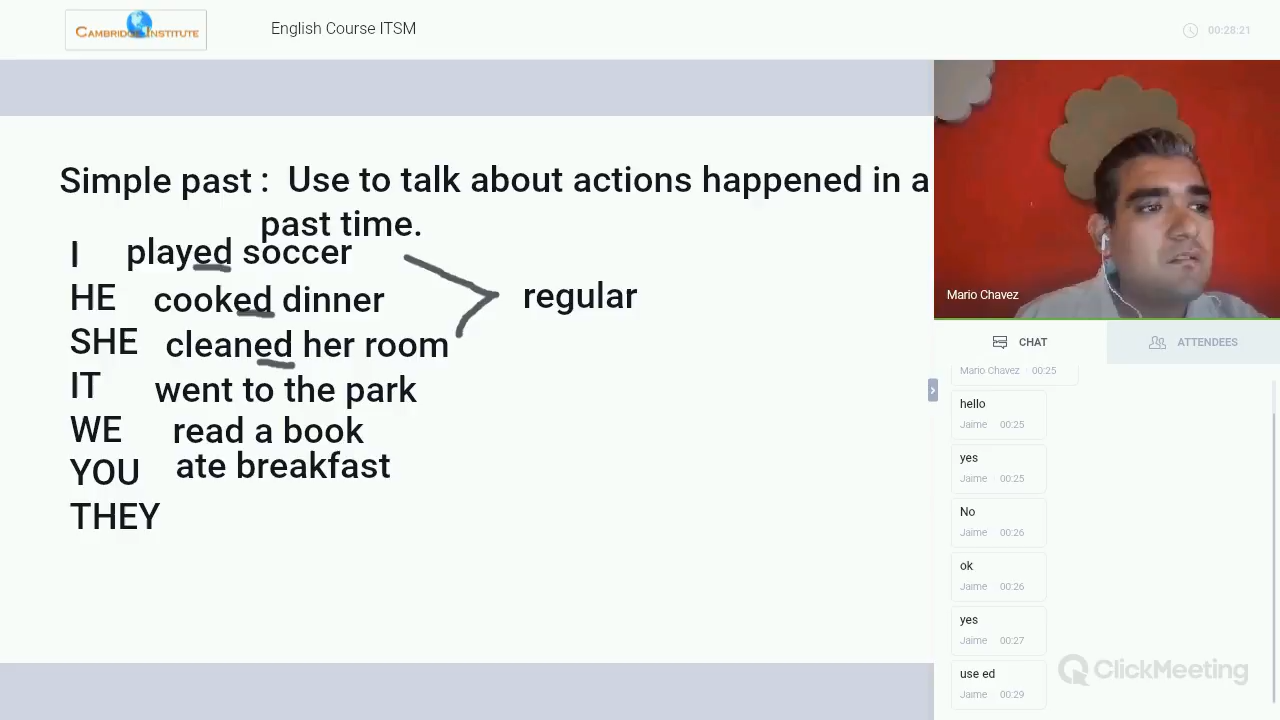 CAMBRIDGE INSTITUTE
English Course ITSM
00:28:21
Simple past : Use to talk about actions happened in a
past time.
I played soccer
HE cooked dinner
regular
SHE cleaned her room
IT went to the park
WE read a book
YOU ate breakfast
THEY
Mario Chavez
CHAT
ATTENDEES
Mario Chavez 00:25
hello
Jaime 00:25
yes
Jaime 00:25
No
Jaime 00:26
ok
Jaime 00:26
yes
Jaime 00:27
use ed
Jaime 00:29
ClickMeeting